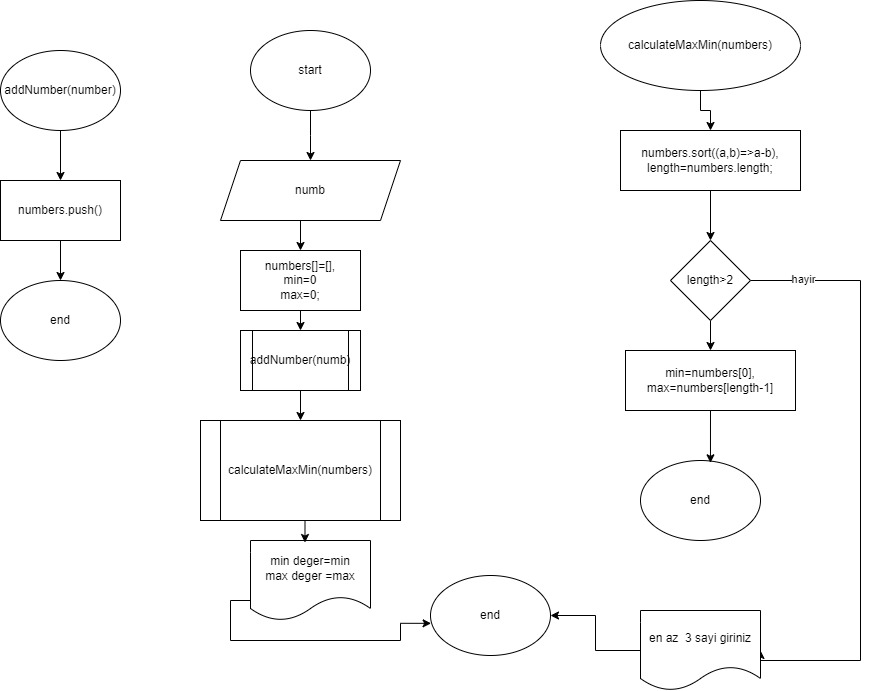 addNumber(number)
numbers.push()
end
start
numb
numbers[]=[],
min=0
max=0;
addNumber(numb)
calculateMaxMin(numbers)
min deger=min
max deger =max
end
calculateMaxMin(numbers)
numbers.sort((a,b)=>a-b),
length=numbers.length;
length>2
hayir
min=numbers[0],
max=numbers[length-1]
end
en az  3 sayi giriniz